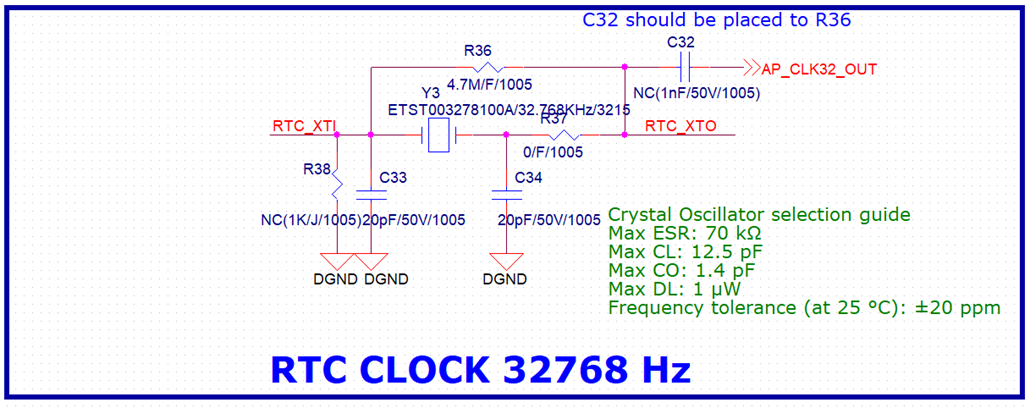 C32 should be placed to R36
R36
C32
4.7M/F/1005
AP_CLK32_OUT
Y3
NC(1nF/50V/1005)
ETST003278100A/32.768KHz/3215
R37
RTC_XTI
RTC_XTO
0/F/1005
R38
C33
C34
NC(1K/J/1005)
20pF/50V/1005
20pF/50V/1005
DGND
DGND
DGND
Crystal Oscillator selection guide
Max ESR: 70 kΩ
Max CL: 12.5 pF
Max CO: 1.4 pF
Max DL: 1 µW
Frequency tolerance (at 25 °C): ±20 ppm
RTC CLOCK 32768 Hz